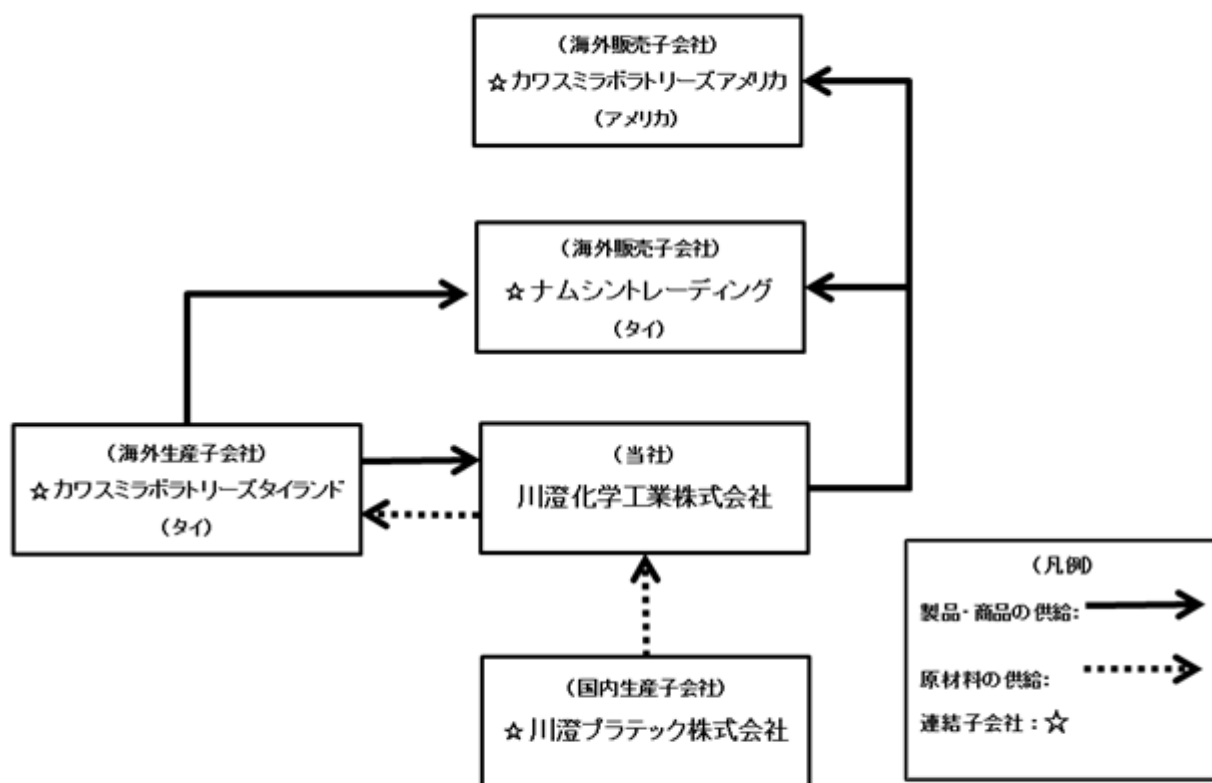 (海外販売子会社)
☆カワスミラボラトリーズアメリカ
(アメリカ)
(海外販売子会社)
☆ナムシントレーディング
(タイ)
(海外生産子会社)
☆カワスミラボラトリーズタイランド
(タイ)
(当社)
川澄化学工業株式会社
(国内生産子会社)
☆川澄プラテック株式会社
(凡例)
製品・商品の供給:
原材料の供給:
連結子会社:☆